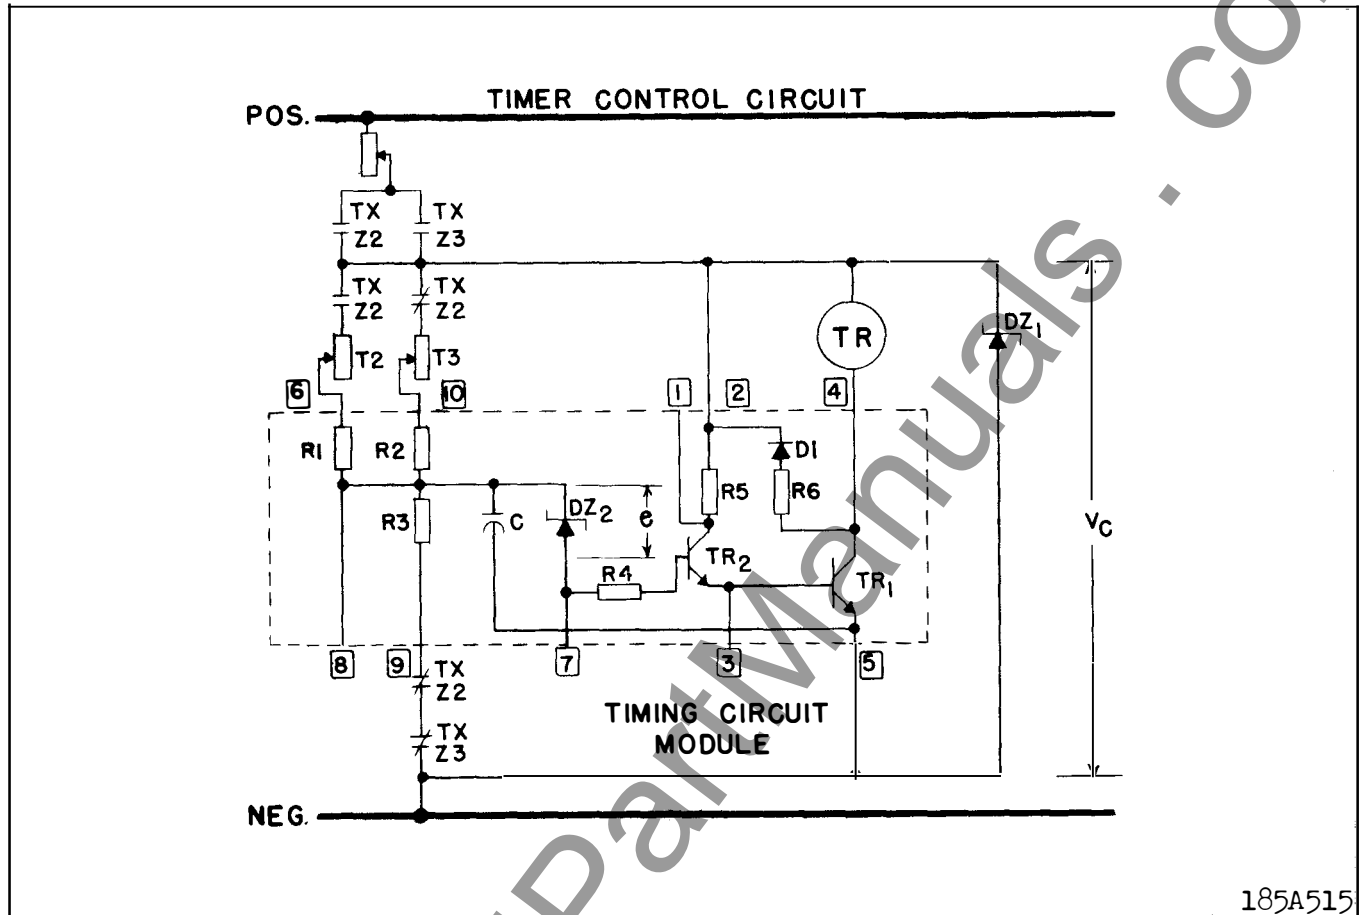 TIMER CONTROL CIRCUIT
POS.
TX
Z2
TX
Z3
TX
Z2
TX
Z2
T2
T3
TR
DZ1
6
10
1
2
4
R1
R2
R3
C
DZ2
e
R4
R5
D1
R6
TR2
TR1
VC
8
9
7
3
5
TX
Z2
TX
Z3
TIMING CIRCUIT
MODULE
NEG.
185A515
PartManuals . co